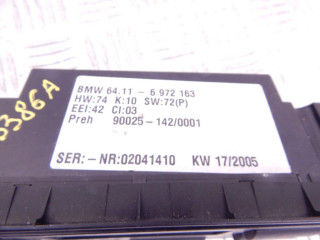 BMW 64.11 - 6 972 163
HW:74 K:10 SW:72(P)
EEI:42 CI:03
Preh 90025-142/0001
SER:-NR:02041410 KW 17/2005